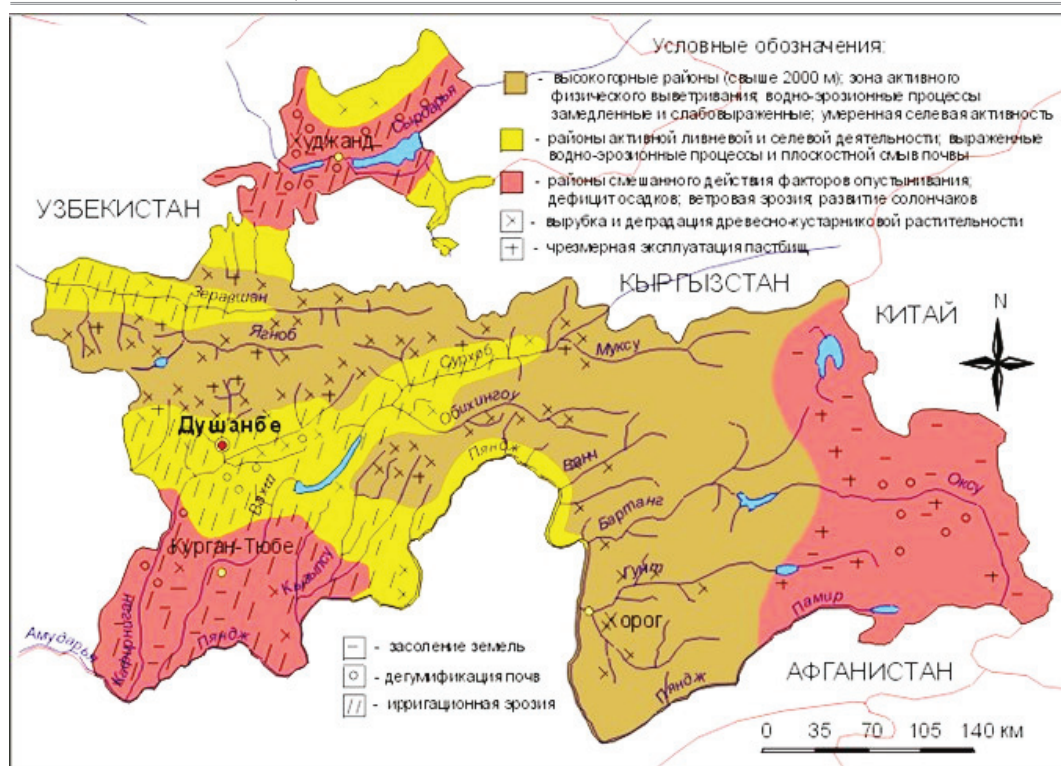 Условные обозначения:
- высокогорные районы (свыше 2000 м); зона активного
физического выветривания; водно-эрозионные процессы
замедленные и слабовыраженные; умеренная селевая активность
- районы активной ливневой и селевой деятельности; выраженные
водно-эрозионные процессы и плоскостной смыв почвы
- районы смешанного действия факторов опустынивания;
дефицит осадков; ветровая эрозия; развитие солончаков
- вырубка и деградация древесно-кустарниковой растительности
- чрезмерная эксплуатация пастбищ
Сырдарья
Худжанд
УЗБЕКИСТАН
КЫРГЫЗСТАН
КИТАЙ
N
Зеравшан
Ягноб
Сурхоб
Муксу
Обихингоу
Душанбе
Пяндж
Ванч
Вахш
Бартанг
Оксу
Курган-Тюбе
Кызылсу
Гунт
Хорог
Памир
Кафирниган
Пяндж
Амударья
Пяндж
АФГАНИСТАН
- засоление земель
- дегумификация почв
- ирригационная эрозия
0 35 70 105 140 км